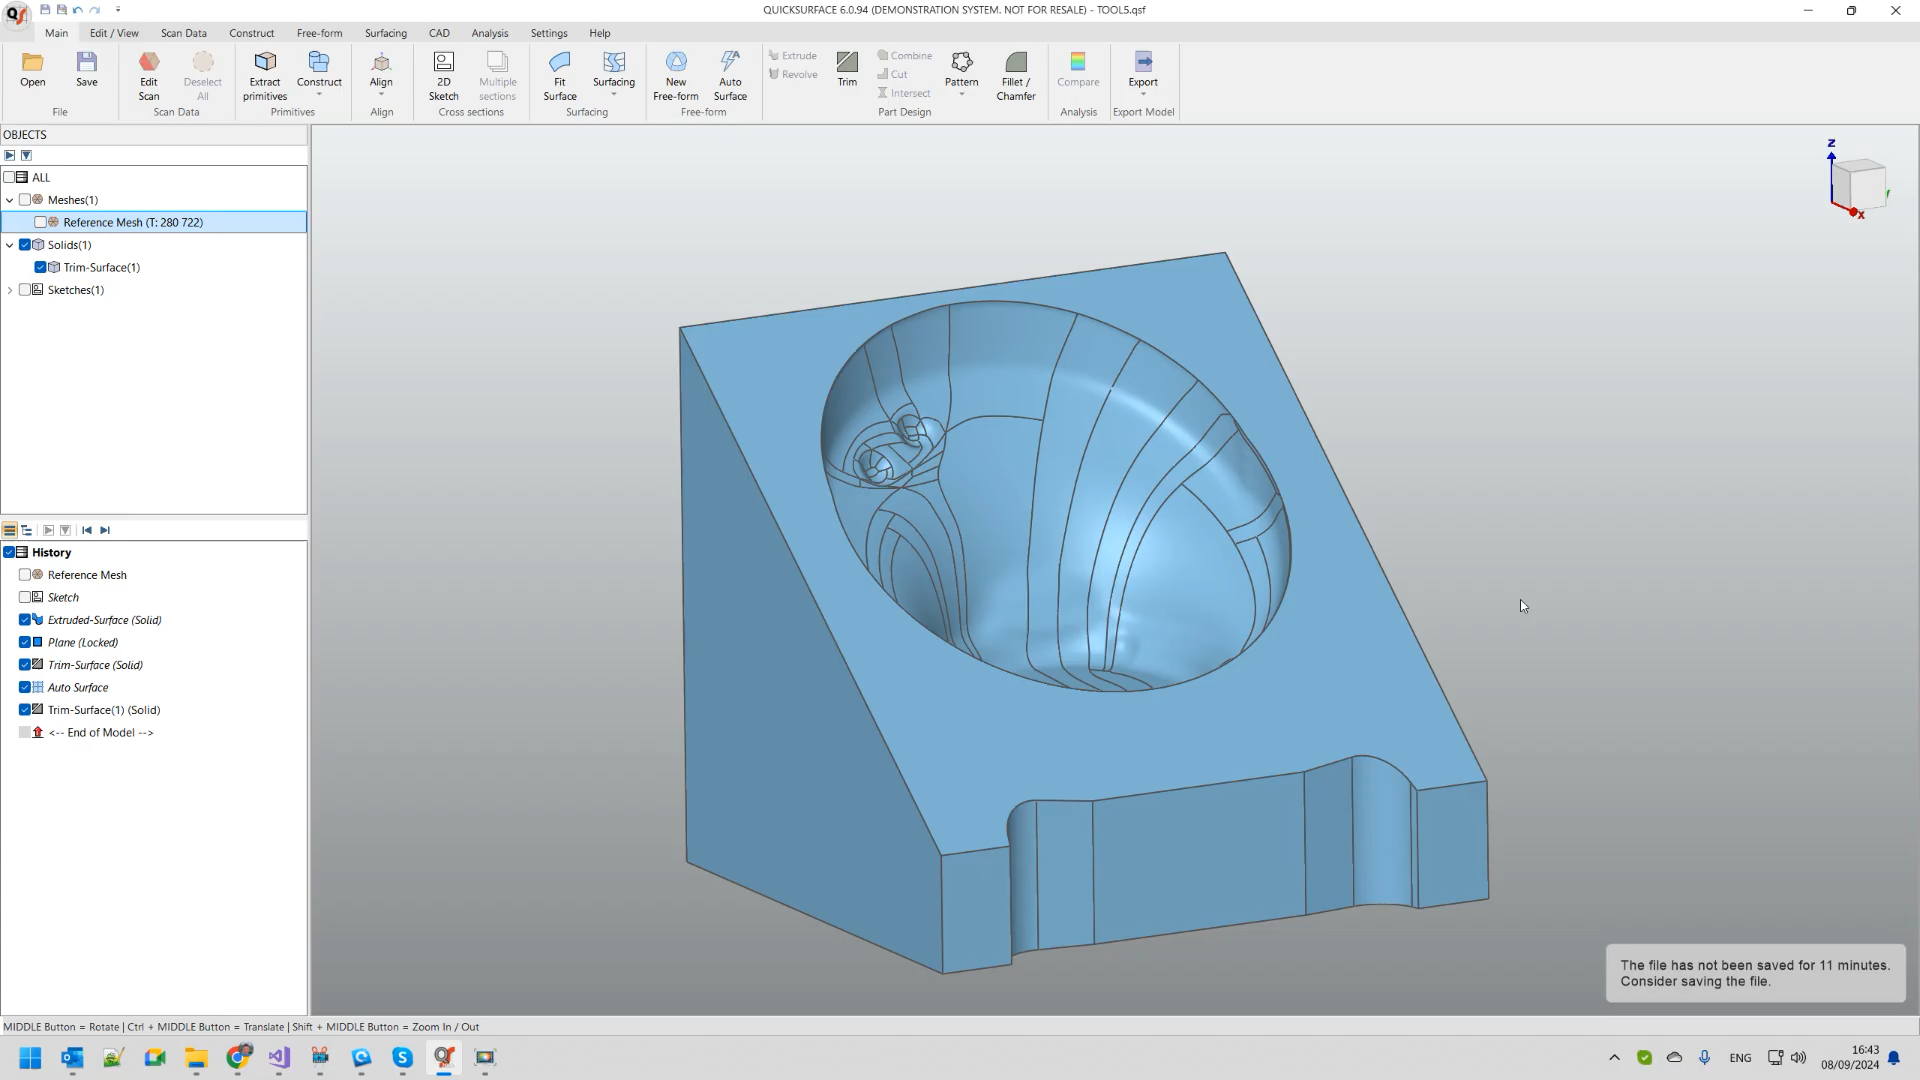 QUICKSURFACE 6.0.94 (DEMONSTRATION SYSTEM. NOT FOR RESALE) - TOOL5.qsf
Main Edit / View Scan Data Construct Free-form Surfacing CAD Analysis Settings Help
Open Save Edit Scan Deselect All Extract primitives Construct Align 2D Sketch Multiple sections Fit Surface Surfacing New Free-form Auto Surface Extrude Revolve Trim Combine Cut Intersect Pattern Fillet / Chamfer Compare Export
File Scan Data Primitives Align Cross sections Surfacing Free-form Part Design Analysis Export Model
OBJECTS
ALL
Meshes(1)
Reference Mesh (T: 280 722)
Solids(1)
Trim-Surface(1)
Sketches(1)
History
Reference Mesh
Sketch
Extruded-Surface (Solid)
Plane (Locked)
Trim-Surface (Solid)
Auto Surface
Trim-Surface(1) (Solid)
<-- End of Model -->
Z
X
The file has not been saved for 11 minutes.
Consider saving the file.
MIDDLE Button = Rotate | Ctrl + MIDDLE Button = Translate | Shift + MIDDLE Button = Zoom In / Out
ENG
16:43
08/09/2024